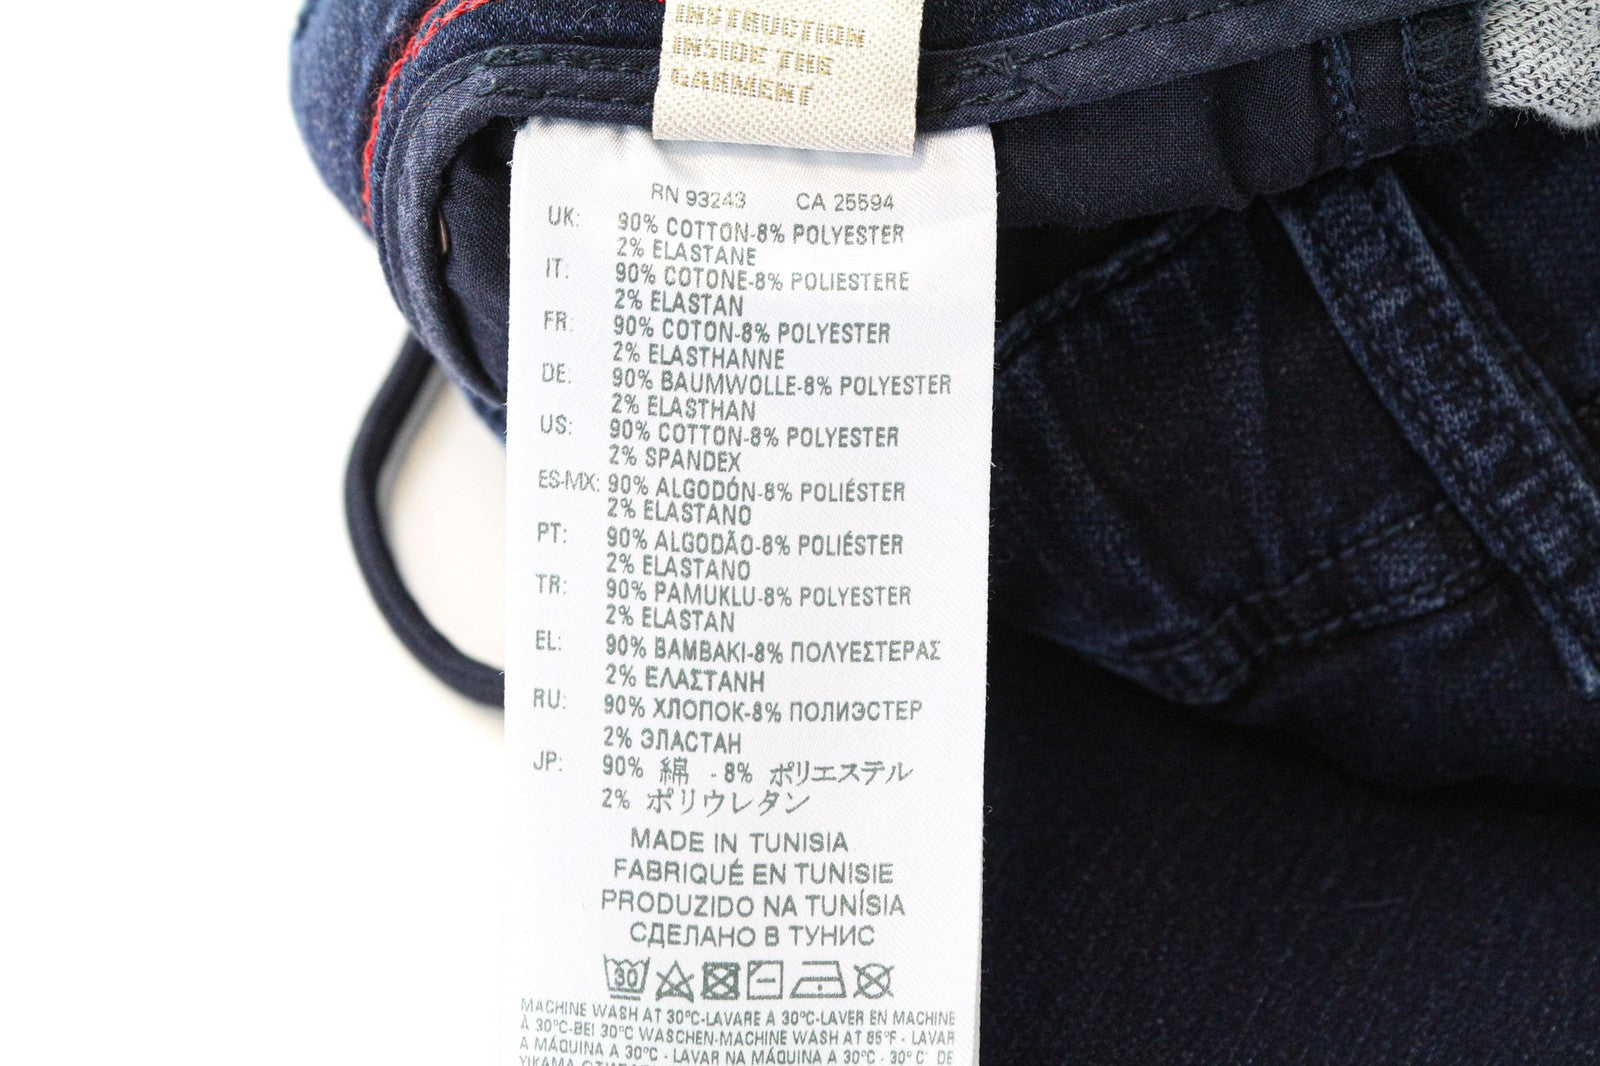 INSTRUCTION
INSIDE THE
GARMENT
RN 93243 CA 25594
UK: 90% COTTON-8% POLYESTER
2% ELASTANE
IT: 90% COTONE-8% POLIESTERE
2% ELASTAN
FR: 90% COTON-8% POLYESTER
2% ELASTHANNE
DE: 90% BAUMWOLLE-8% POLYESTER
2% ELASTHAN
US: 90% COTTON-8% POLYESTER
2% SPANDEX
ES-MX: 90% ALGODÓN-8% POLIÉSTER
2% ELASTANO
PT: 90% ALGODÃO-8% POLIÉSTER
2% ELASTANO
TR: 90% PAMUKLU-8% POLYESTER
2% ELASTAN
EL: 90% ΒΑΜΒΑΚΙ-8% ΠΟΛΥΕΣΤΕΡΑΣ
2% ΕΛΑΣΤΑΝΗ
RU: 90% ХЛОПОК-8% ПОЛИЭСТЕР
2% ЭЛАСТАН
JP: 90% 綿 - 8% ポリエステル
2% ポリウレタン
MADE IN TUNISIA
FABRIQUÉ EN TUNISIE
PRODUZIDO NA TUNÍSIA
СДЕЛАНО В ТУНИС
30
MACHINE WASH AT 30°C-LAVARE A 30°C-LAVER EN MACHINE
À 30°C-BEI 30°C WASCHEN-MACHINE WASH AT 85°F - LAVAR
A MÁQUINA A 30°C - LAVAR NA MÁQUINA A 30°C - 30°C' DE
YIKAMA